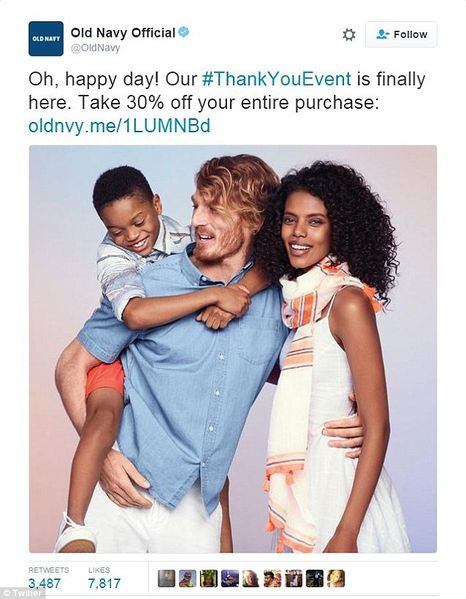 OLD NAVY
Old Navy Official
@OldNavy
Follow
Oh, happy day! Our #ThankYouEvent is finally
here. Take 30% off your entire purchase:
oldnvy.me/1LUMNBd
RETWEETS LIKES
3,487 7,817
© Twitter